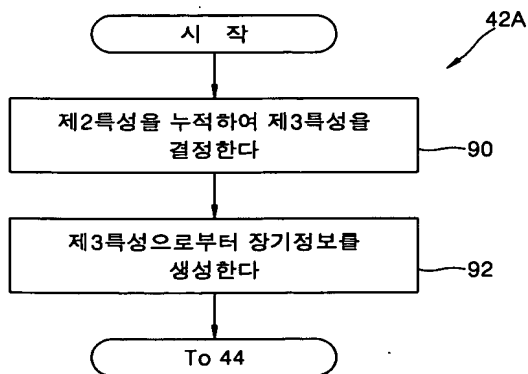 시 작
42A
제2특성을 누적하여 제3특성을
결정한다
90
제3특성으로부터 장기정보를
생성한다
92
To 44